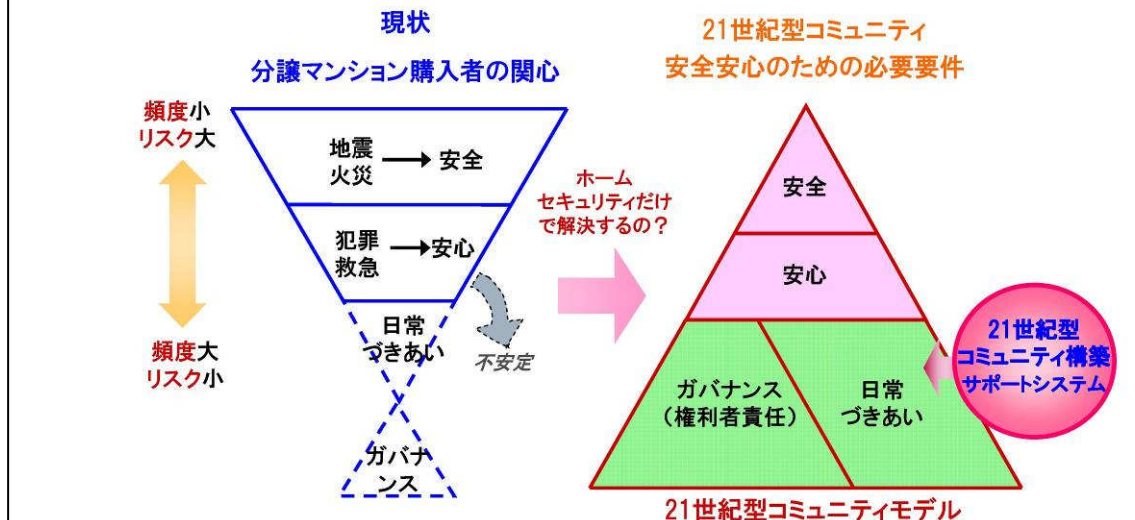 現状
分譲マンション購入者の関心
21世紀型コミュニティ
安全安心のための必要要件
頻度小
リスク大
頻度大
リスク小
地震
火災
安全
犯罪
救急
安心
日常
づきあい
不安定
ガバナ
ンス
ホーム
セキュリティだけ
で解決するの？
安全
安心
ガバナンス
（権利者責任）
日常
づきあい
21世紀型
コミュニティ構築
サポートシステム
21世紀型コミュニティモデル